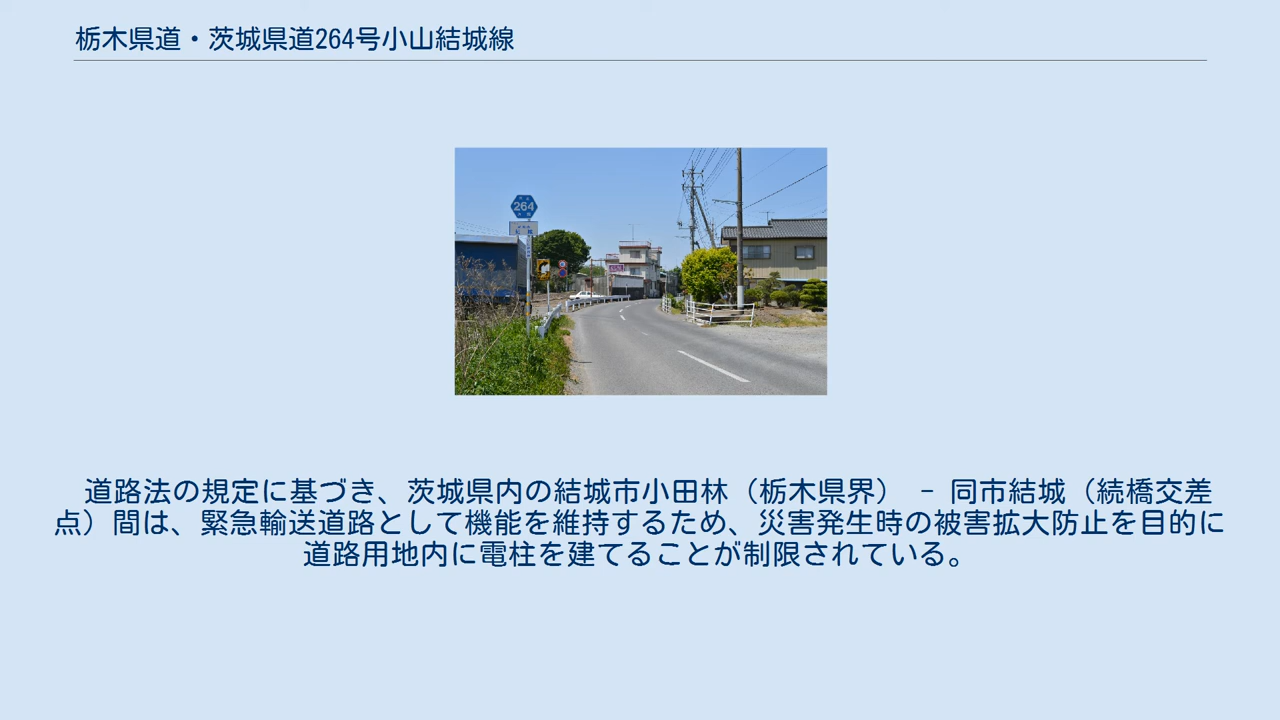 栃木県道・茨城県道264号小山結城線
264
道路法の規定に基づき、茨城県内の結城市小田林（栃木県界） - 同市結城（続橋交差
点）間は、緊急輸送道路として機能を維持するため、災害発生時の被害拡大防止を目的に
道路用地内に電柱を建てることが制限されている。